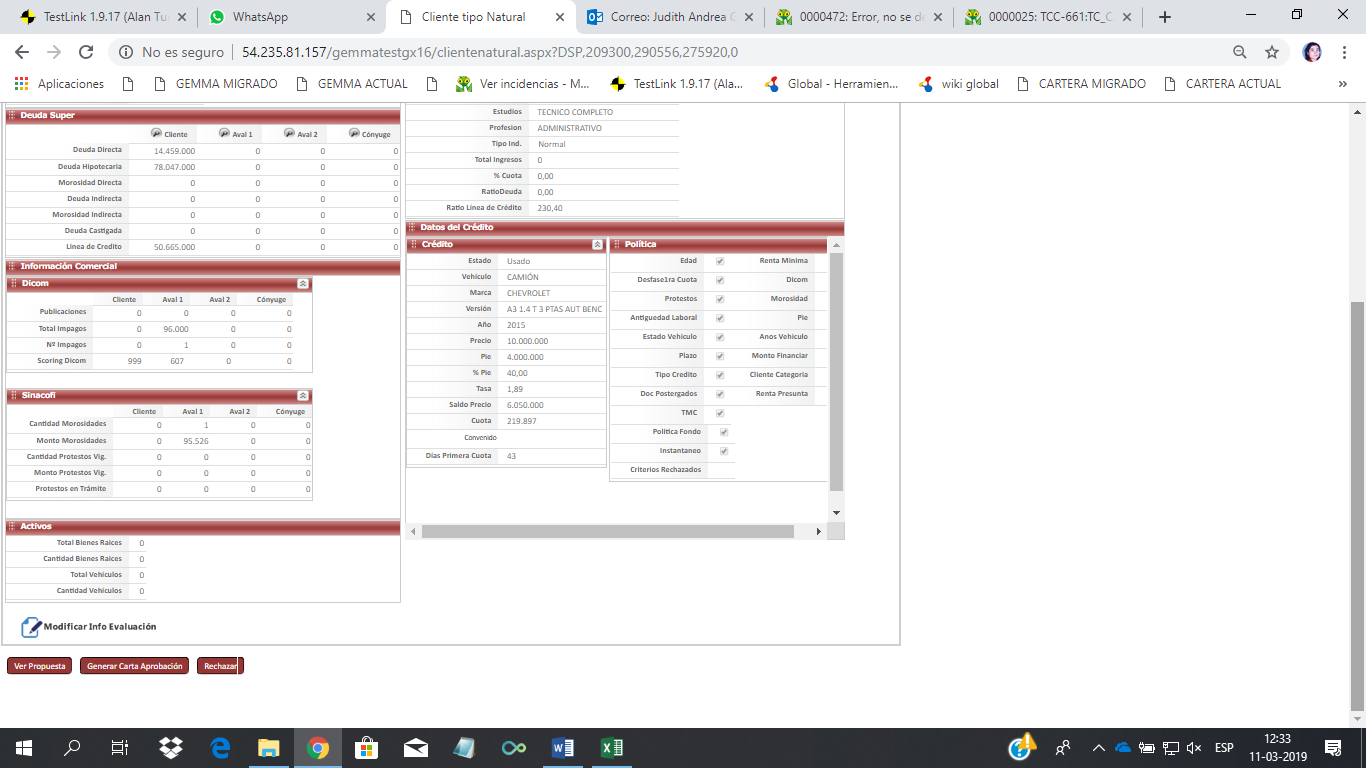 TestLink 1.9.17 (Alan Tu
WhatsApp
Cliente tipo Natural
Correo: Judith Andrea G
0000472: Error, no se de
0000025: TCC-661:TC_C
No es seguro | 54.235.81.157/gemmatestgx16/clientenatural.aspx?DSP,209300,290556,275920,0
Aplicaciones
GEMMA MIGRADO
GEMMA ACTUAL
Ver incidencias - M...
TestLink 1.9.17 (Ala...
Global - Herramien...
wiki global
CARTERA MIGRADO
CARTERA ACTUAL
»
Deuda Super
Cliente Aval 1 Aval 2 Cónyuge
Deuda Directa 14.459.000 0 0 0
Deuda Hipotecaria 78.047.000 0 0 0
Morosidad Directa 0 0 0 0
Deuda Indirecta 0 0 0 0
Morosidad Indirecta 0 0 0 0
Deuda Castigada 0 0 0 0
Linea de Credito 50.665.000 0 0 0
Información Comercial
Dicom
Cliente Aval 1 Aval 2 Cónyuge
Publicaciones 0 0 0 0
Total Impagos 0 96.000 0 0
Nº Impagos 0 1 0 0
Scoring Dicom 999 607 0 0
Sinacofi
Cliente Aval 1 Aval 2 Cónyuge
Cantidad Morosidades 0 1 0 0
Monto Morosidades 0 95.526 0 0
Cantidad Protestos Vig. 0 0 0 0
Monto Protestos Vig. 0 0 0 0
Protestos en Trámite 0 0 0 0
Activos
Total Bienes Raices 0
Cantidad Bienes Raices 0
Total Vehiculos 0
Cantidad Vehiculos 0
Estudios TECNICO COMPLETO
Profesion ADMINISTRATIVO
Tipo Ind. Normal
Total Ingresos 0
% Cuota 0,00
RatioDeuda 0,00
Ratio Línea de Crédito 230,40
Datos del Crédito
Crédito
Estado Usado
Vehículo CAMIÓN
Marca CHEVROLET
Versión A3 1.4 T 3 PTAS AUT BENC
Año 2015
Precio 10.000.000
Pie 4.000.000
% Pie 40,00
Tasa 1,89
Saldo Precio 6.050.000
Cuota 219.897
Convenido
Días Primera Cuota 43
Política
Edad Renta Minima
Desfase1ra Cuota Dicom
Protestos Morosidad
Antiguedad Laboral Pie
Estado Vehiculo Anos Vehiculo
Plazo Monto Financiar
Tipo Credito Cliente Categoria
Doc Postergados Renta Presunta
TMC
Politica Fondo
Instantaneo
Criterios Rechazados
Modificar Info Evaluación
Ver Propuesta
Generar Carta Aprobación
Rechazar
ESP
12:33
11-03-2019